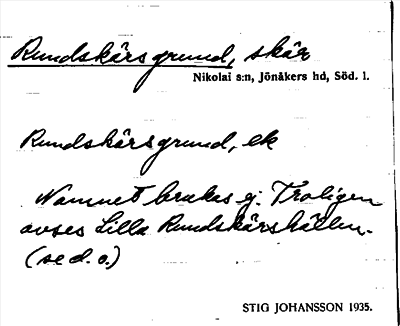 Rundskärsgrund, skär
Nikolai s:n, Jönåkers hd, Söd. l.
Rundskärsgrund, ek
Namnet brukas ej. Troligen
avses Lilla Rundskärshällen.
(se d. o.)
STIG JOHANSSON 1935.